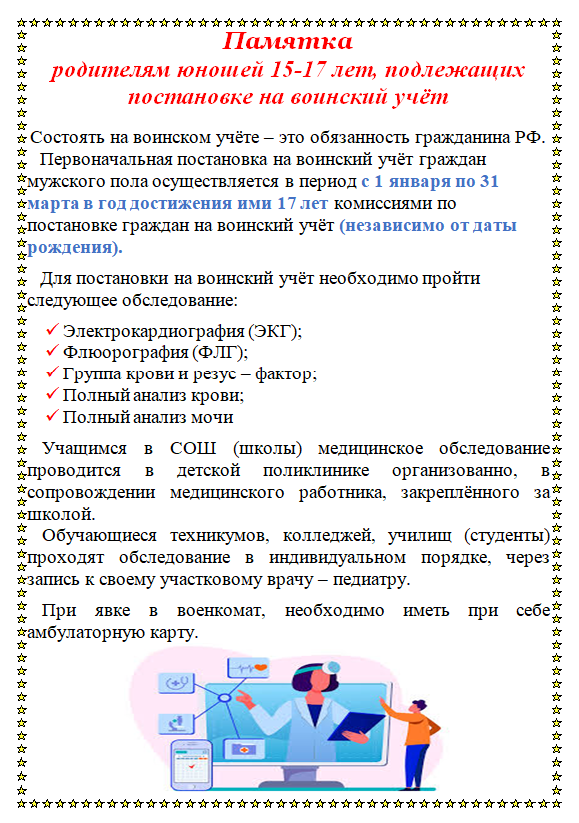 Памятка
родителям юношей 15-17 лет, подлежащих
постановке на воинский учёт
Состоять на воинском учёте – это обязанность гражданина РФ.
Первоначальная постановка на воинский учёт граждан
мужского пола осуществляется в период с 1 января по 31
марта в год достижения ими 17 лет комиссиями по
постановке граждан на воинский учёт (независимо от даты
рождения).
Для постановки на воинский учёт необходимо пройти
следующее обследование:
✓ Электрокардиография (ЭКГ);
✓ Флюорография (ФЛГ);
✓ Группа крови и резус – фактор;
✓ Полный анализ крови;
✓ Полный анализ мочи
Учащимся в СОШ (школы) медицинское обследование
проводится в детской поликлинике организованно, в
сопровождении медицинского работника, закреплённого за
школой.
Обучающиеся техникумов, колледжей, училищ (студенты)
проходят обследование в индивидуальном порядке, через
запись к своему участковому врачу – педиатру.
При явке в военкомат, необходимо иметь при себе
амбулаторную карту.